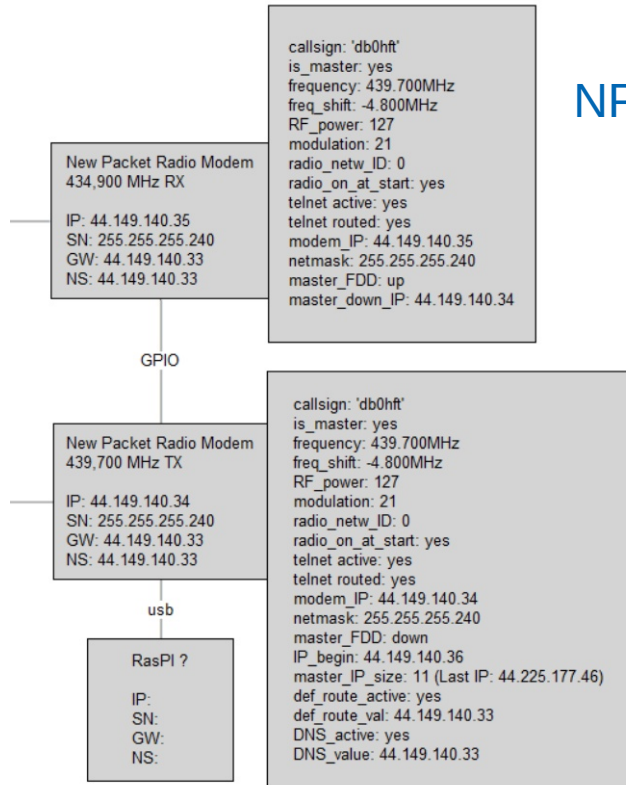 callsign: 'db0hft'
is_master: yes
frequency: 439.700MHz
freq_shift: -4.800MHz
RF_power: 127
modulation: 21
radio_netw_ID: 0
radio_on_at_start: yes
telnet active: yes
telnet routed: yes
modem_IP: 44.149.140.35
netmask: 255.255.255.240
master_FDD: up
master_down_IP: 44.149.140.34
New Packet Radio Modem
434,900 MHz RX
IP: 44.149.140.35
SN: 255.255.255.240
GW: 44.149.140.33
NS: 44.149.140.33
GPIO
New Packet Radio Modem
439,700 MHz TX
IP: 44.149.140.34
SN: 255.255.255.240
GW: 44.149.140.33
NS: 44.149.140.33
callsign: 'db0hft'
is_master: yes
frequency: 439.700MHz
freq_shift: -4.800MHz
RF_power: 127
modulation: 21
radio_netw_ID: 0
radio_on_at_start: yes
telnet active: yes
telnet routed: yes
modem_IP: 44.149.140.34
netmask: 255.255.255.240
master_FDD: down
IP_begin: 44.149.140.36
master_IP_size: 11 (Last IP: 44.225.177.46)
def_route_active: yes
def_route_val: 44.149.140.33
DNS_active: yes
DNS_value: 44.149.140.33
usb
RasPI ?
IP:
SN:
GW:
NS: